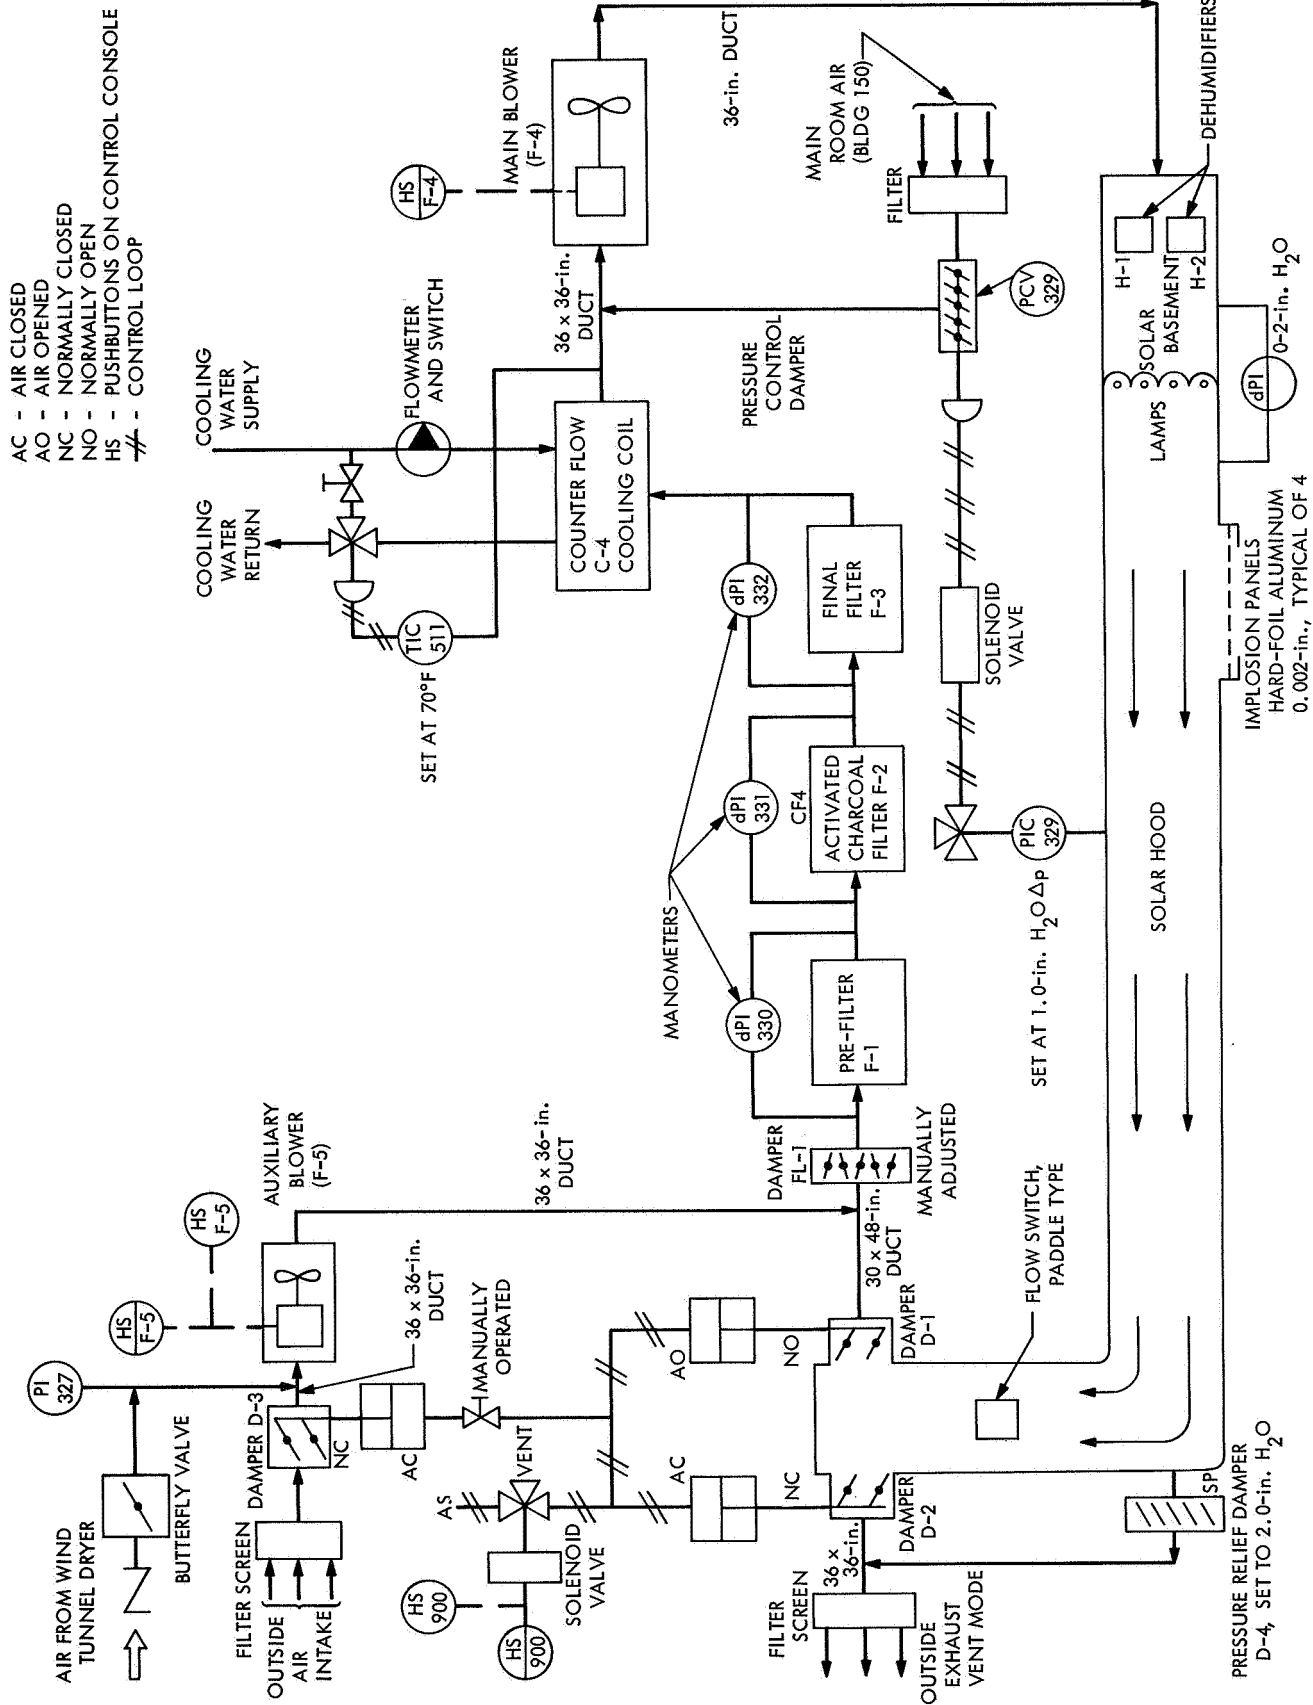 AC - AIR CLOSED
AO - AIR OPENED
NC - NORMALLY CLOSED
NO - NORMALLY OPEN
HS - PUSHBUTTONS ON CONTROL CONSOLE
-//- - CONTROL LOOP
AIR FROM WIND
TUNNEL DRYER
BUTTERFLY VALVE
PI
327
HS
F-5
HS
F-5
FILTER SCREEN
OUTSIDE
AIR
INTAKE
DAMPER D-3
NC
AC
AUXILIARY
BLOWER
(F-5)
36 x 36-in.
DUCT
MANUALLY
OPERATED
36 x 36-in.
DUCT
HS
900
HS
900
SOLENOID
VALVE
AS
VENT
AC
NC
AO
NO
DAMPER
D-2
DAMPER
D-1
30 x 48-in.
DUCT
FILTER
SCREEN
36 x
36-in.
OUTSIDE
EXHAUST
VENT MODE
SP
PRESSURE RELIEF DAMPER
D-4, SET TO 2.0-in. H2O
FLOW SWITCH,
PADDLE TYPE
DAMPER
FL-1
MANUALLY
ADJUSTED
PRE-FILTER
F-1
dPI
330
MANOMETERS
dPI
331
CF4
ACTIVATED
CHARCOAL
FILTER F-2
dPI
332
FINAL
FILTER
F-3
COOLING
WATER
RETURN
COOLING
WATER
SUPPLY
TIC
511
SET AT 70°F
FLOWMETER
AND SWITCH
COUNTER FLOW
C-4
COOLING COIL
36 x 36-in.
DUCT
HS
F-4
MAIN BLOWER
(F-4)
36-in. DUCT
MAIN
ROOM AIR
(BLDG 150)
FILTER
PCV
329
PRESSURE
CONTROL
DAMPER
SOLENOID
VALVE
PIC
329
SET AT 1.0-in. H2O Δp
SOLAR HOOD
LAMPS
SOLAR
BASEMENT
H-1
H-2
DEHUMIDIFIERS
dPI
0-2-in. H2O
IMPLOSION PANELS
HARD-FOIL ALUMINUM
0.002-in., TYPICAL OF 4